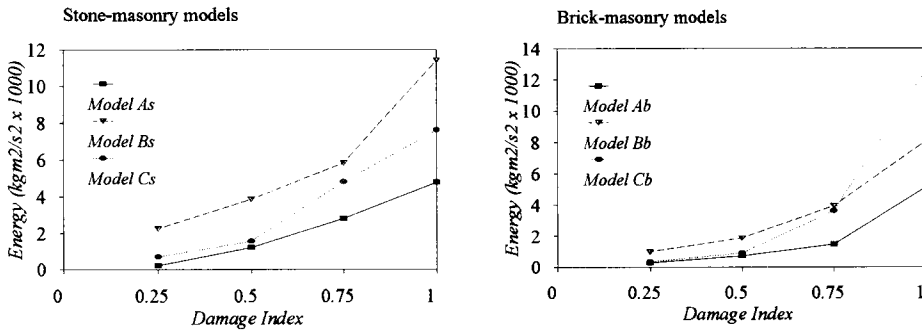 Stone-masonry models
Energy (kgm2/s2 x 1000)
12
10
8
6
4
2
0
Model As
Model Bs
Model Cs
0
0.25
0.5
0.75
1
Damage Index
Brick-masonry models
Energy (kgm2/s2 x 1000)
14
12
10
8
6
4
2
0
Model Ab
Model Bb
Model Cb
0
0.25
0.5
0.75
1
Damage Index